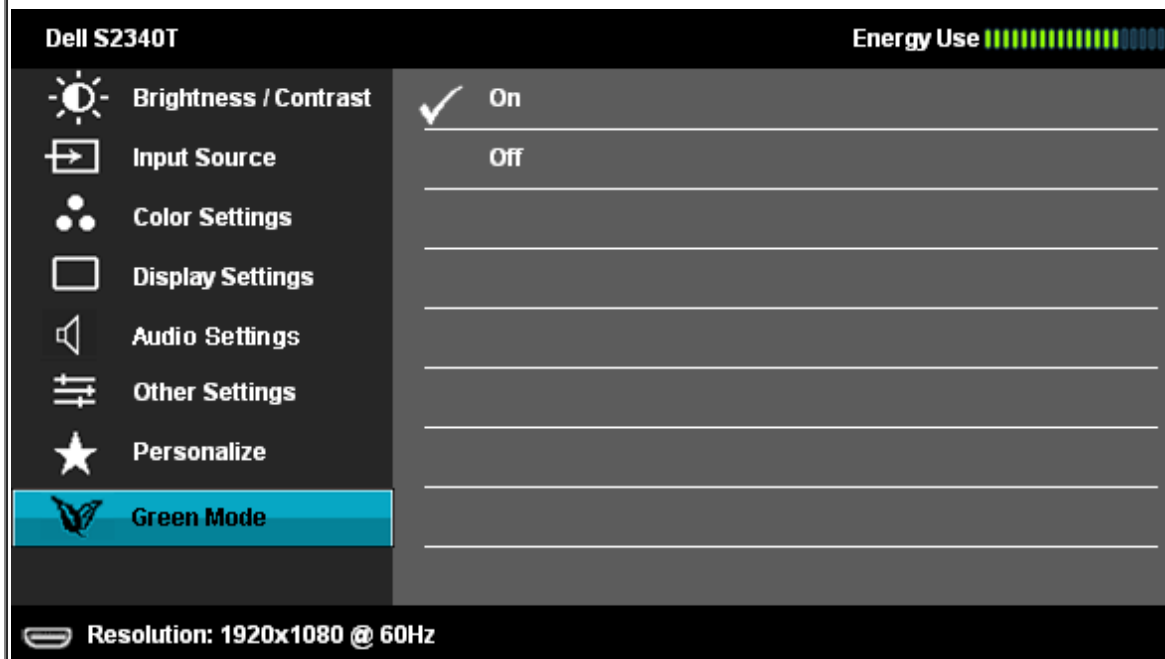 Dell S2340T Energy Use
Brightness / Contrast On
Input Source Off
Color Settings
Display Settings
Audio Settings
Other Settings
Personalize
Green Mode
Resolution: 1920x1080 @ 60Hz